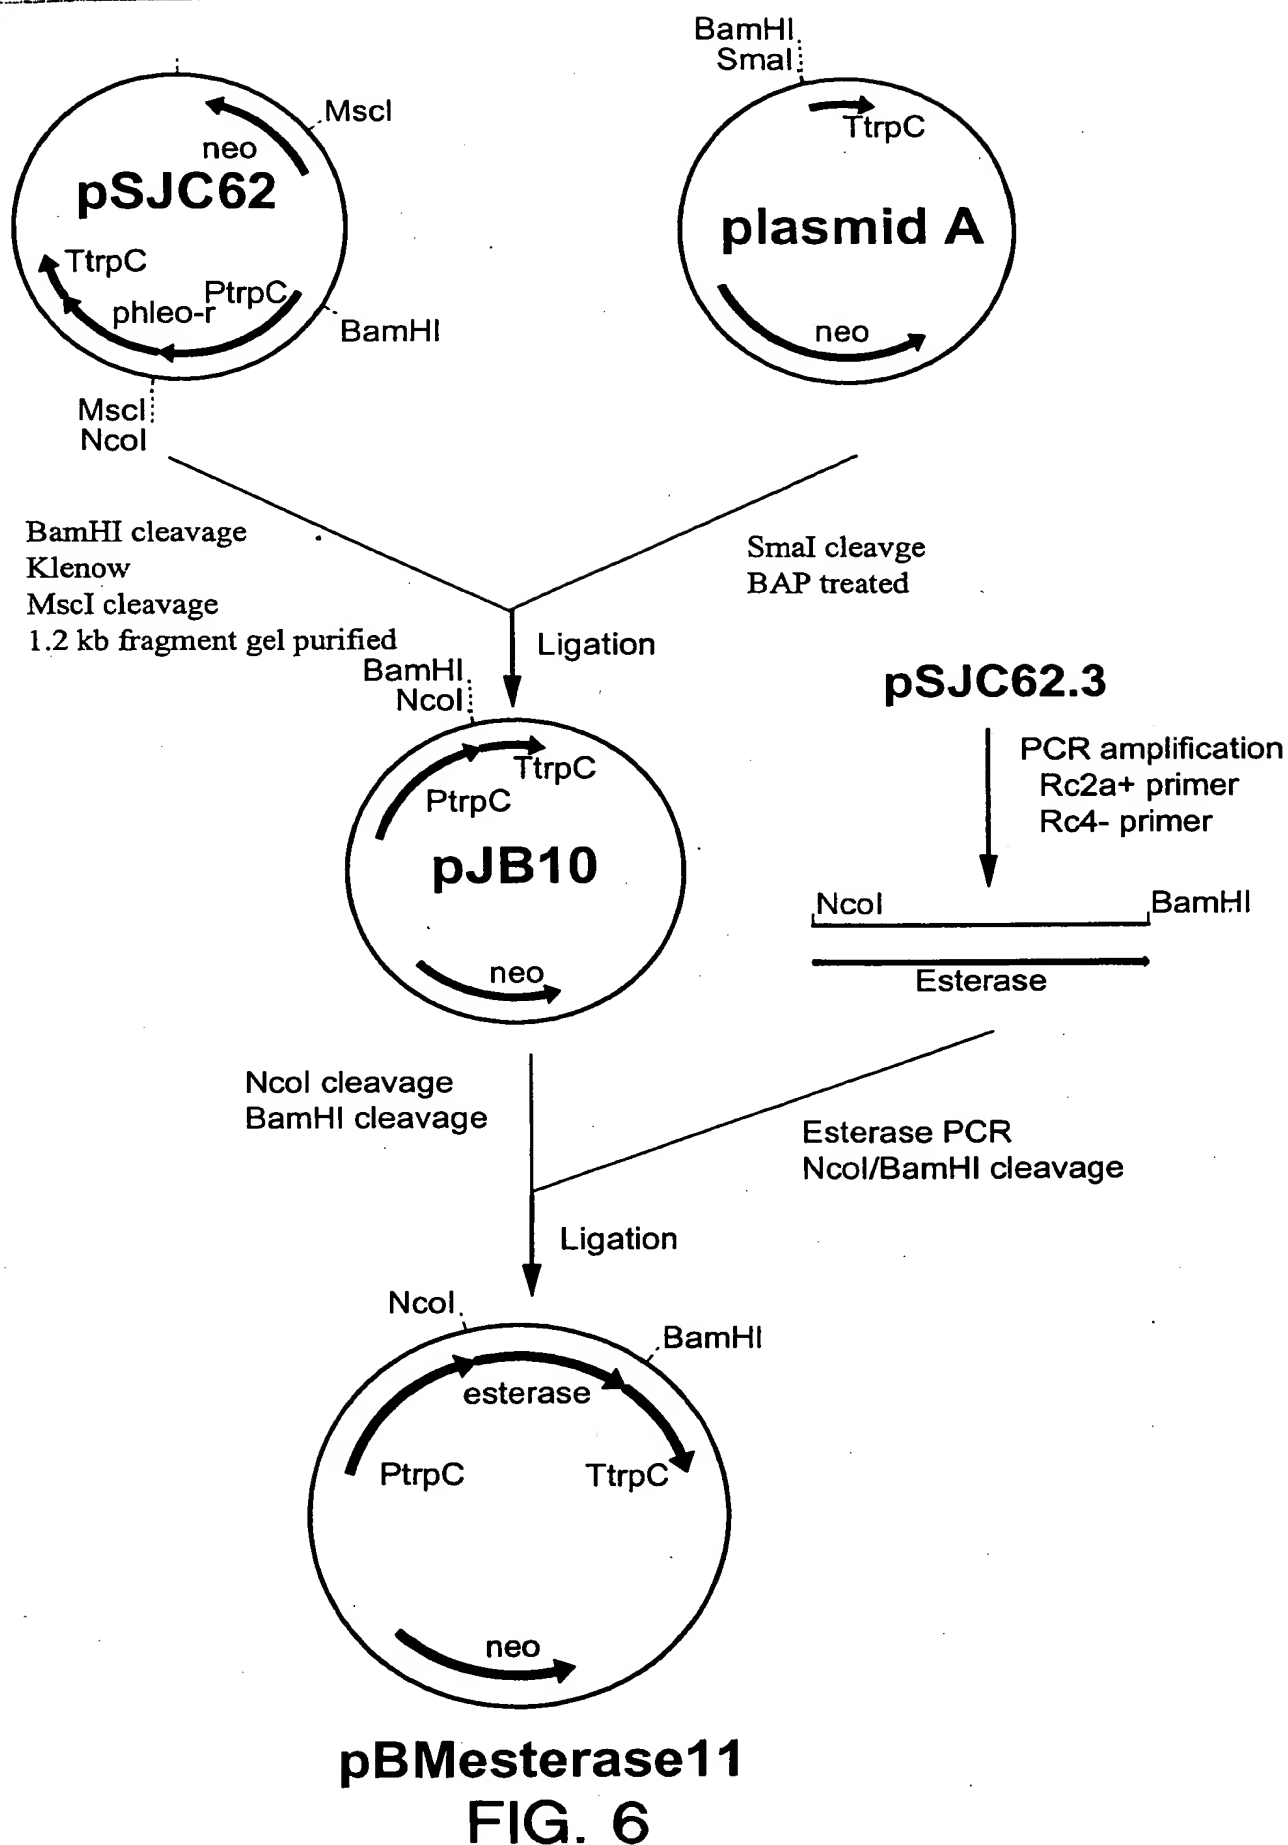 MscI
neo
pSJC62
TtrpC
PtrpC
phleo-r
BamHI
MscI
NcoI
BamHI
SmaI
TtrpC
plasmid A
neo
BamHI cleavage
Klenow
MscI cleavage
1.2 kb fragment gel purified
SmaI cleavge
BAP treated
Ligation
BamHI
NcoI
TtrpC
PtrpC
pJB10
neo
pSJC62.3
PCR amplification
Rc2a+ primer
Rc4- primer
NcoI
BamHI
Esterase
NcoI cleavage
BamHI cleavage
Esterase PCR
NcoI/BamHI cleavage
Ligation
NcoI
BamHI
esterase
PtrpC
TtrpC
neo
pBMesterase11
FIG. 6